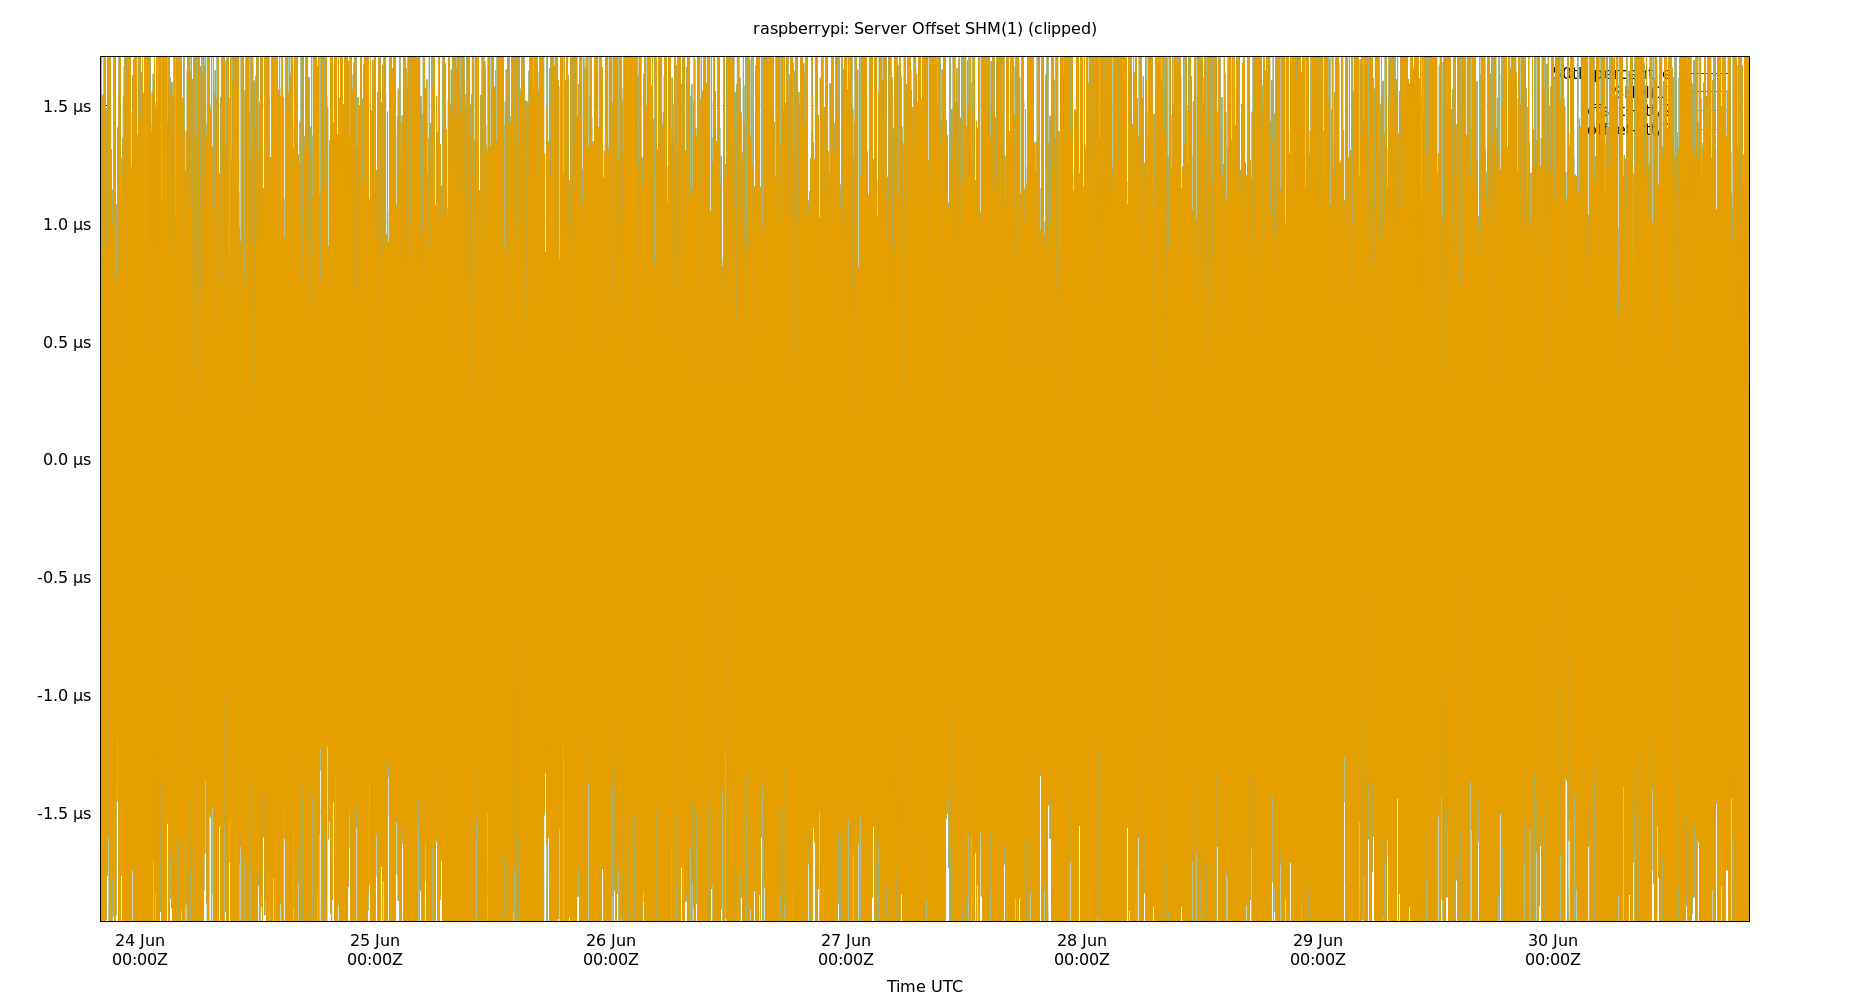 raspberrypi: Server Offset SHM(1) (clipped)
1.5 µs
1.0 µs
0.5 µs
0.0 µs
-0.5 µs
-1.0 µs
-1.5 µs
24 Jun 25 Jun 26 Jun 27 Jun 28 Jun 29 Jun 30 Jun
00:00Z 00:00Z 00:00Z 00:00Z 00:00Z 00:00Z 00:00Z
Time UTC